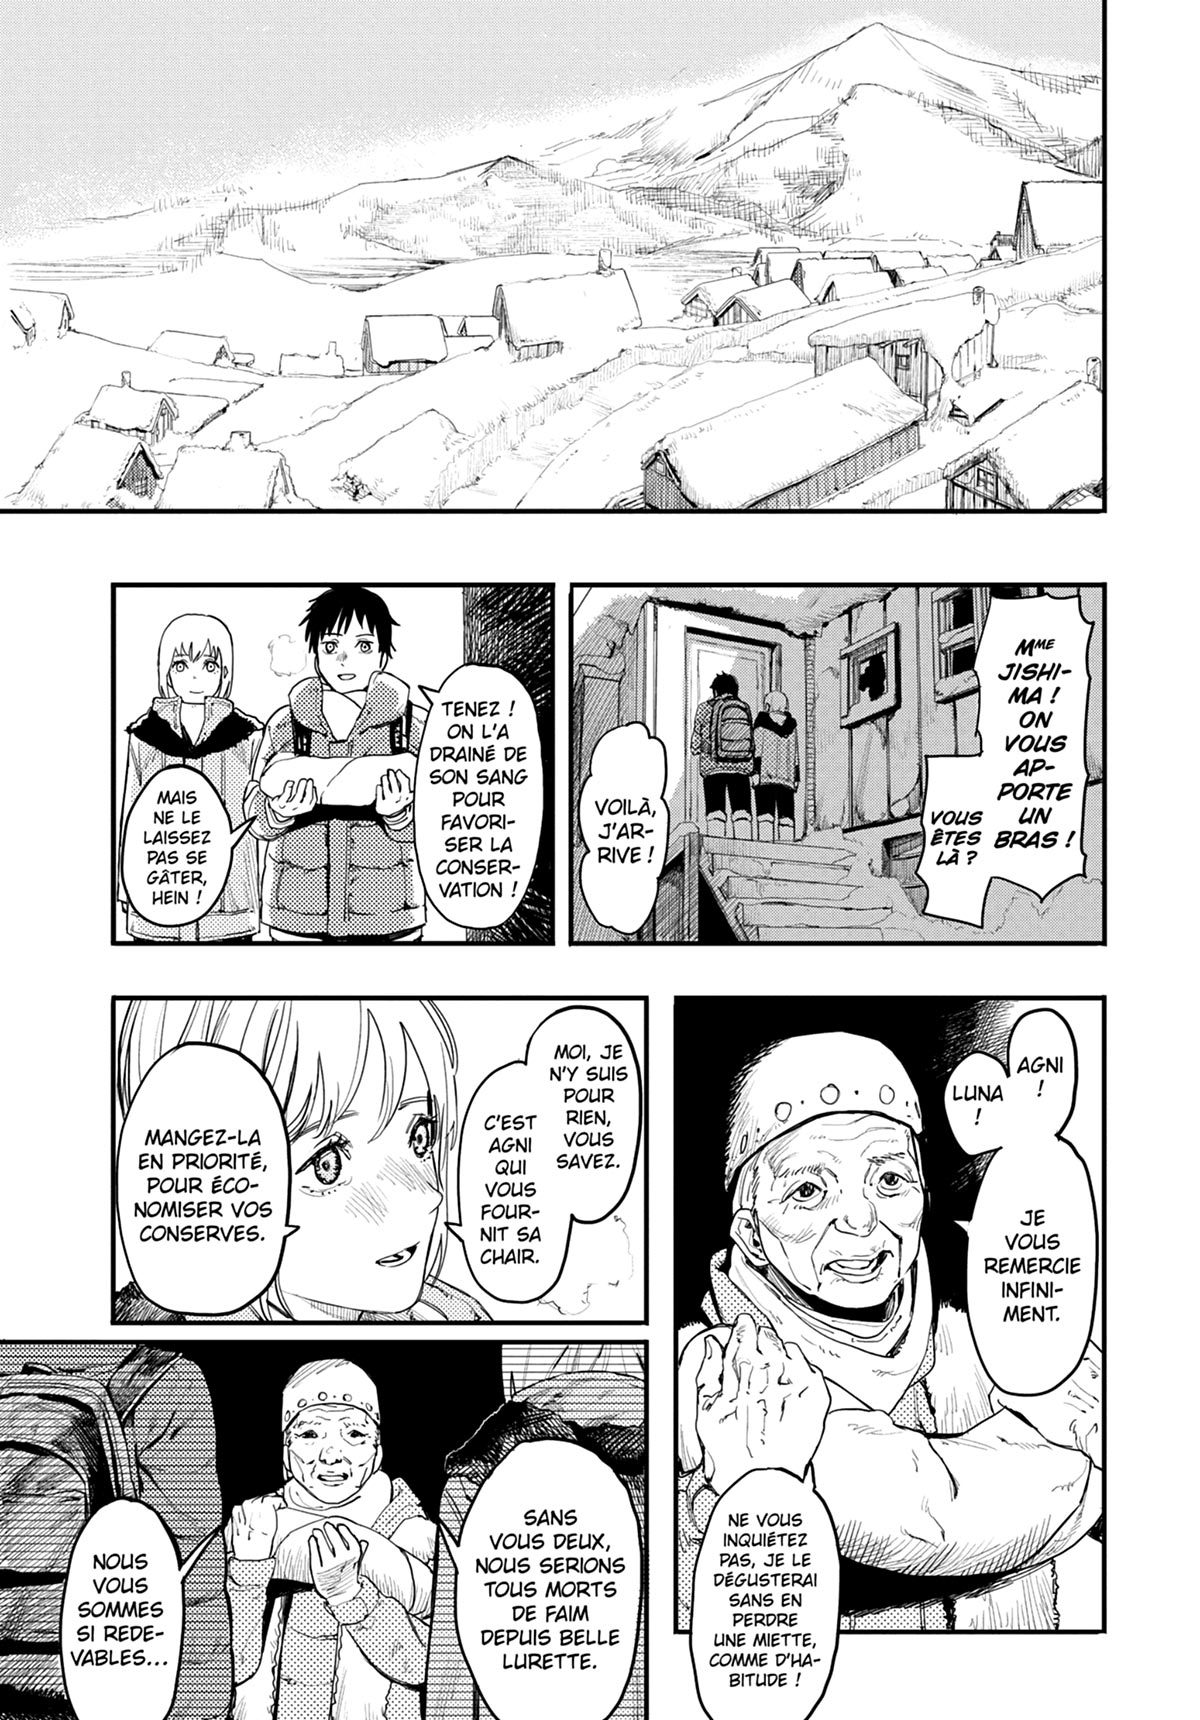 MME
JISHI-
MA !
ON
VOUS
AP-
PORTE
UN
BRAS !
VOUS
ÊTES
LÀ ?
VOILÀ,
J'AR-
RIVE !
TENEZ !
ON L'A
DRAINÉ DE
SON SANG
POUR
FAVORI-
SER LA
CONSER-
VATION !
MAIS
NE LE
LAISSEZ
PAS SE
GÂTER,
HEIN !
AGNI
!
LUNA
!
JE
VOUS
REMERCIE
INFINI-
MENT.
NE VOUS
INQUIÉTEZ
PAS, JE LE
DÉGUSTERAI
SANS EN
PERDRE
UNE MIETTE,
COMME D'HA-
BITUDE !
MOI, JE
N'Y SUIS
POUR
RIEN,
VOUS
SAVEZ.
C'EST
AGNI QUI
VOUS
FOUR-
NIT SA
CHAIR.
MANGEZ-LA
EN PRIORITÉ,
POUR ÉCO-
NOMISER VOS
CONSERVES.
SANS
VOUS DEUX,
NOUS SERIONS
TOUS MORTS
DE FAIM
DEPUIS BELLE
LURETTE.
NOUS
VOUS
SOMMES
SI REDE-
VABLES...